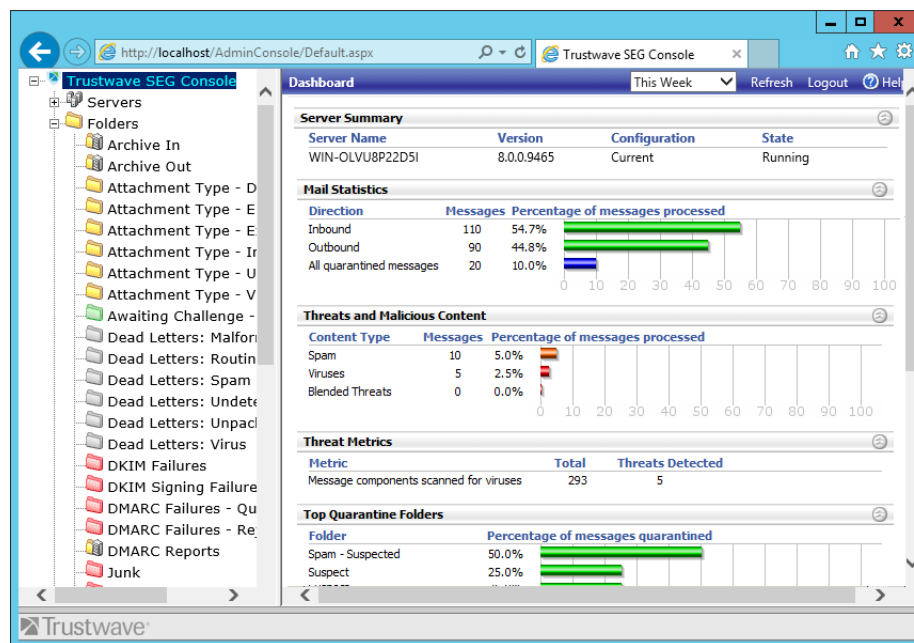 http://localhost/AdminConsole/Default.aspx
Trustwave SEG Console
Trustwave SEG Console
Servers
Folders
Archive In
Archive Out
Attachment Type - D
Attachment Type - E
Attachment Type - E
Attachment Type - In
Attachment Type - U
Attachment Type - V
Awaiting Challenge -
Dead Letters: Malfor
Dead Letters: Routin
Dead Letters: Spam
Dead Letters: Undete
Dead Letters: Unpac
Dead Letters: Virus
DKIM Failures
DKIM Signing Failure
DMARC Failures - Qu
DMARC Failures - Re
DMARC Reports
Junk
Dashboard This Week Refresh Logout Help
Server Summary
Server Name Version Configuration State
WIN-OLVU8P22D5I 8.0.0.9465 Current Running
Mail Statistics
Direction Messages Percentage of messages processed
Inbound 110 54.7%
Outbound 90 44.8%
All quarantined messages 20 10.0%
0 10 20 30 40 50 60 70 80 90 100
Threats and Malicious Content
Content Type Messages Percentage of messages processed
Spam 10 5.0%
Viruses 5 2.5%
Blended Threats 0 0.0%
0 10 20 30 40 50 60 70 80 90 100
Threat Metrics
Metric Total Threats Detected
Message components scanned for viruses 293 5
Top Quarantine Folders
Folder Percentage of messages quarantined
Spam - Suspected 50.0%
Suspect 25.0%
Trustwave